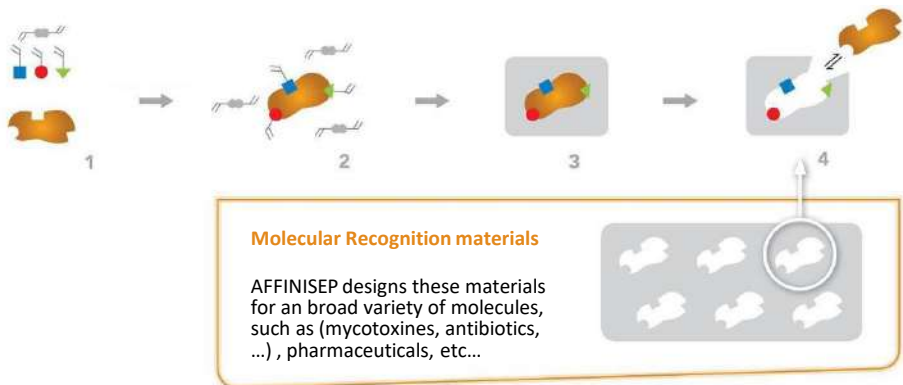 1
2
3
4
Molecular Recognition materials
AFFINISEP designs these materials
for an broad variety of molecules,
such as (mycotoxines, antibiotics,
…) , pharmaceuticals, etc…